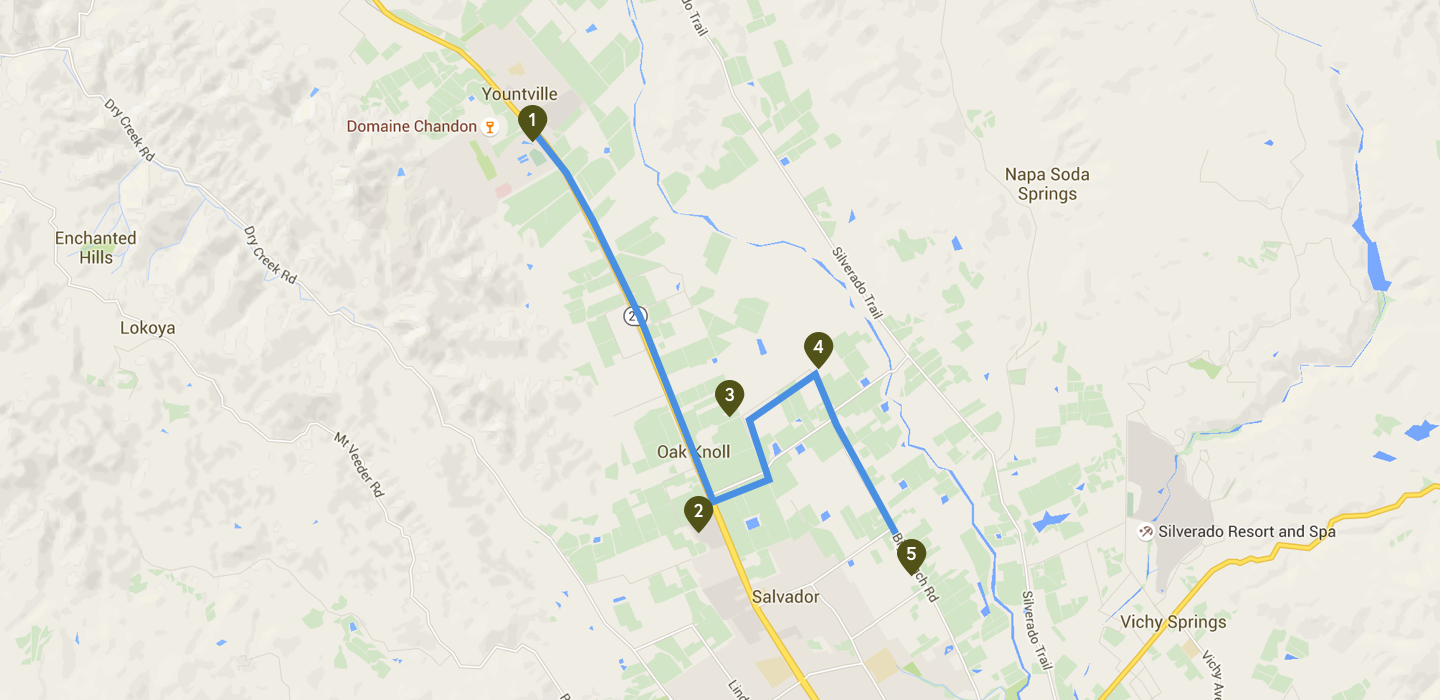 do Trail
Silverado Trail
Yountville
1
Domaine Chandon
Dry Creek Rd
Napa Soda
Springs
Enchanted
Hills
Dry Creek Rd
Silverado Trail
Lokoya
4
3
Mt Veeder Rd
Oak Knoll
2
5
Silverado Resort and Spa
Salvador
Silverado Trail
Vichy Springs